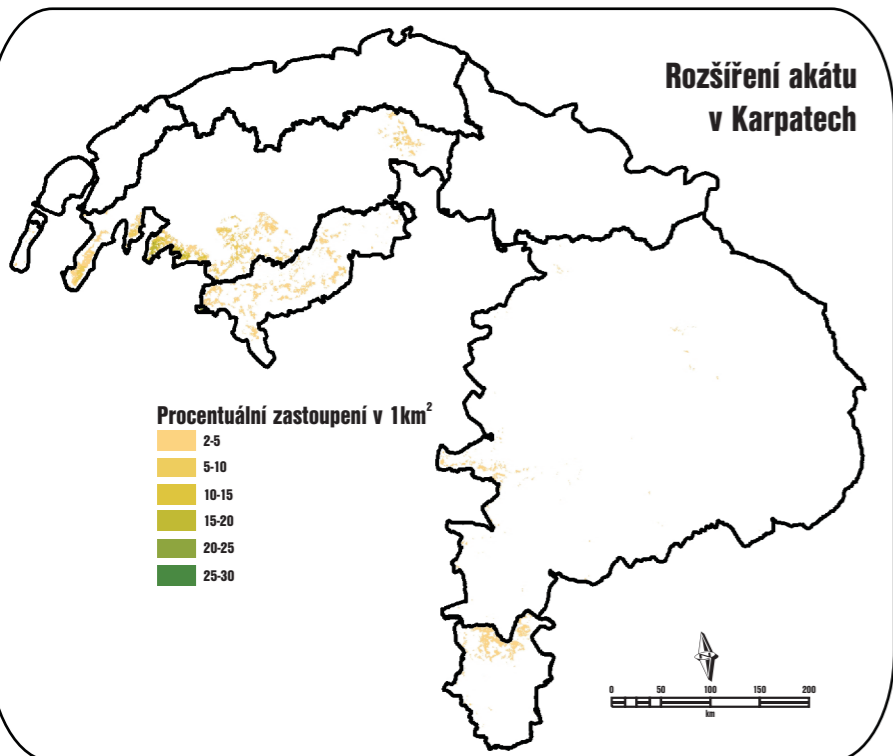 Rozšíření akátu
v Karpatech
Procentuální zastoupení v 1km²
2-5
5-10
10-15
15-20
20-25
25-30
0 50 100 150 200
km